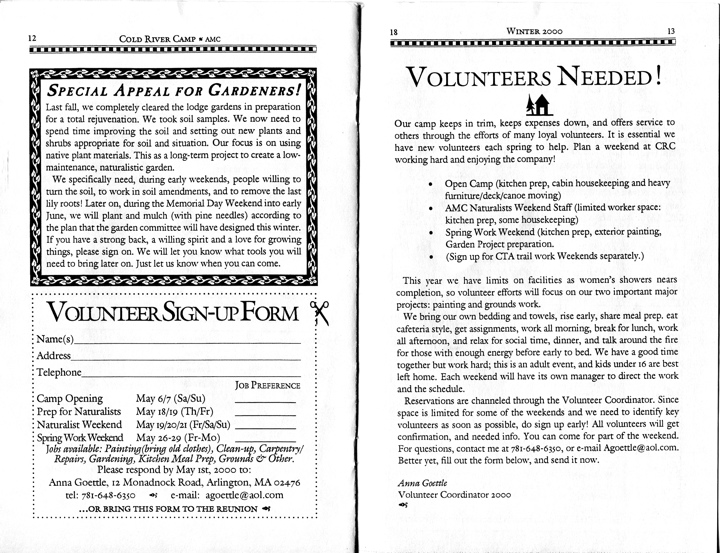 12
COLD RIVER CAMP ▪ AMC
SPECIAL APPEAL FOR GARDENERS!
Last fall, we completely cleared the lodge gardens in preparation
for a total rejuvenation. We took soil samples. We now need to
spend time improving the soil and setting out new plants and
shrubs appropriate for soil and situation. Our focus is on using
native plant materials. This as a long-term project to create a low-
maintenance, naturalistic garden.
We specifically need, during early weekends, people willing to
turn the soil, to work in soil amendments, and to remove the last
lily roots! Later on, during the Memorial Day Weekend into early
June, we will plant and mulch (with pine needles) according to
the plan that the garden committee will have designed this winter.
If you have a strong back, a willing spirit and a love for growing
things, please sign on. We will let you know what tools you will
need to bring later on. Just let us know when you can come.
VOLUNTEER SIGN-UP FORM
Name(s)
Address
Telephone
JOB PREFERENCE
Camp Opening May 6/7 (Sa/Su)
Prep for Naturalists May 18/19 (Th/Fr)
Naturalist Weekend May 19/20/21 (Fr/Sa/Su)
Spring Work Weekend May 26-29 (Fr-Mo)
Jobs available: Painting(bring old clothes), Clean-up, Carpentry/
Repairs, Gardening, Kitchen Meal Prep, Grounds & Other.
Please respond by May 1st, 2000 to:
Anna Goettle, 12 Monadnock Road, Arlington, MA 02476
tel: 781-648-6350 e-mail: agoettle@aol.com
...OR BRING THIS FORM TO THE REUNION
18
WINTER 2000
13
VOLUNTEERS NEEDED!
Our camp keeps in trim, keeps expenses down, and offers service to
others through the efforts of many loyal volunteers. It is essential we
have new volunteers each spring to help. Plan a weekend at CRC
working hard and enjoying the company!
• Open Camp (kitchen prep, cabin housekeeping and heavy
furniture/deck/canoe moving)
• AMC Naturalists Weekend Staff (limited worker space:
kitchen prep, some housekeeping)
• Spring Work Weekend (kitchen prep, exterior painting,
Garden Project preparation.
• (Sign up for CTA trail work Weekends separately.)
This year we have limits on facilities as women's showers nears
completion, so volunteer efforts will focus on our two important major
projects: painting and grounds work.
We bring our own bedding and towels, rise early, share meal prep. eat
cafeteria style, get assignments, work all morning, break for lunch, work
all afternoon, and relax for social time, dinner, and talk around the fire
for those with enough energy before early to bed. We have a good time
together but work hard; this is an adult event, and kids under 16 are best
left home. Each weekend will have its own manager to direct the work
and the schedule.
Reservations are channeled through the Volunteer Coordinator. Since
space is limited for some of the weekends and we need to identify key
volunteers as soon as possible, do sign up early! All volunteers will get
confirmation, and needed info. You can come for part of the weekend.
For questions, contact me at 781-648-6350, or e-mail Agoettle@aol.com.
Better yet, fill out the form below, and send it now.
Anna Goettle
Volunteer Coordinator 2000